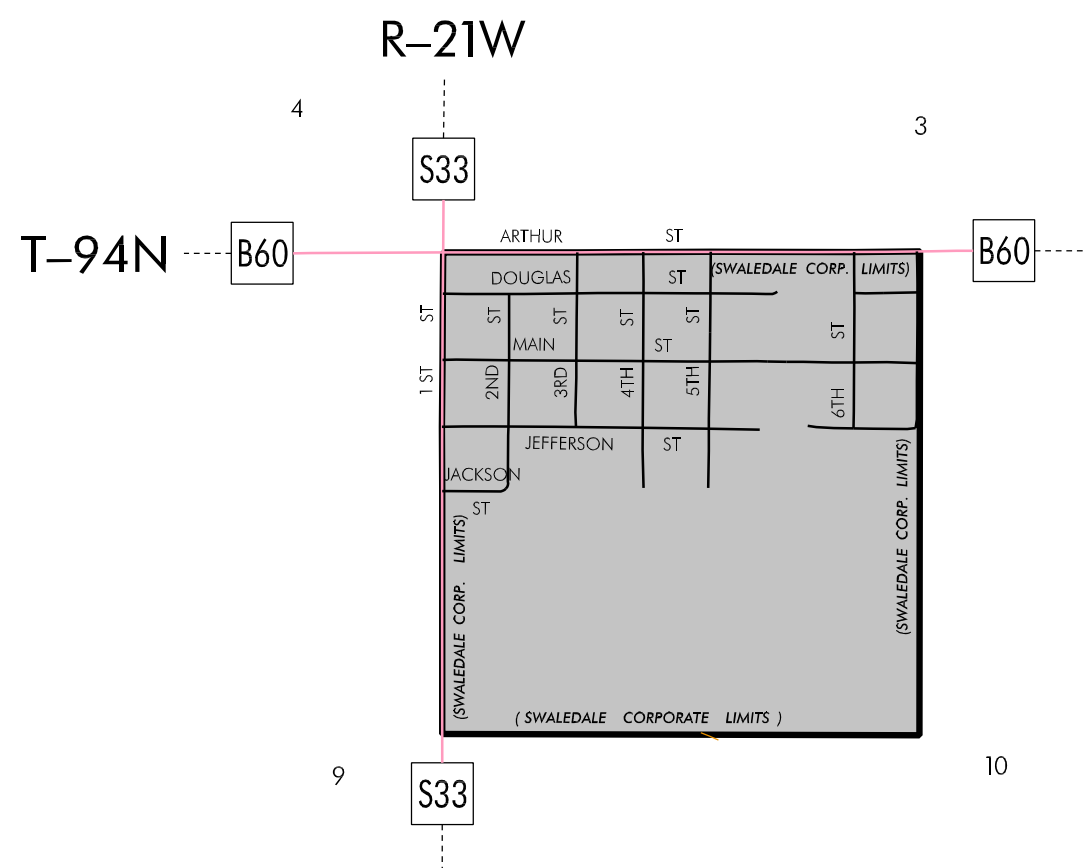 R–21W
4
3
S33
T–94N
B60
ARTHUR ST
B60
DOUGLAS ST
(SWALEDALE CORP. LIMITS)
ST
ST
ST
ST
ST
ST
MAIN ST
1 ST
2ND
3RD
4TH
5TH
6TH
JEFFERSON ST
JACKSON
ST
(SWALEDALE CORP. LIMITS)
(SWALEDALE CORP. LIMITS)
( SWALEDALE CORPORATE LIMITS )
9
10
S33